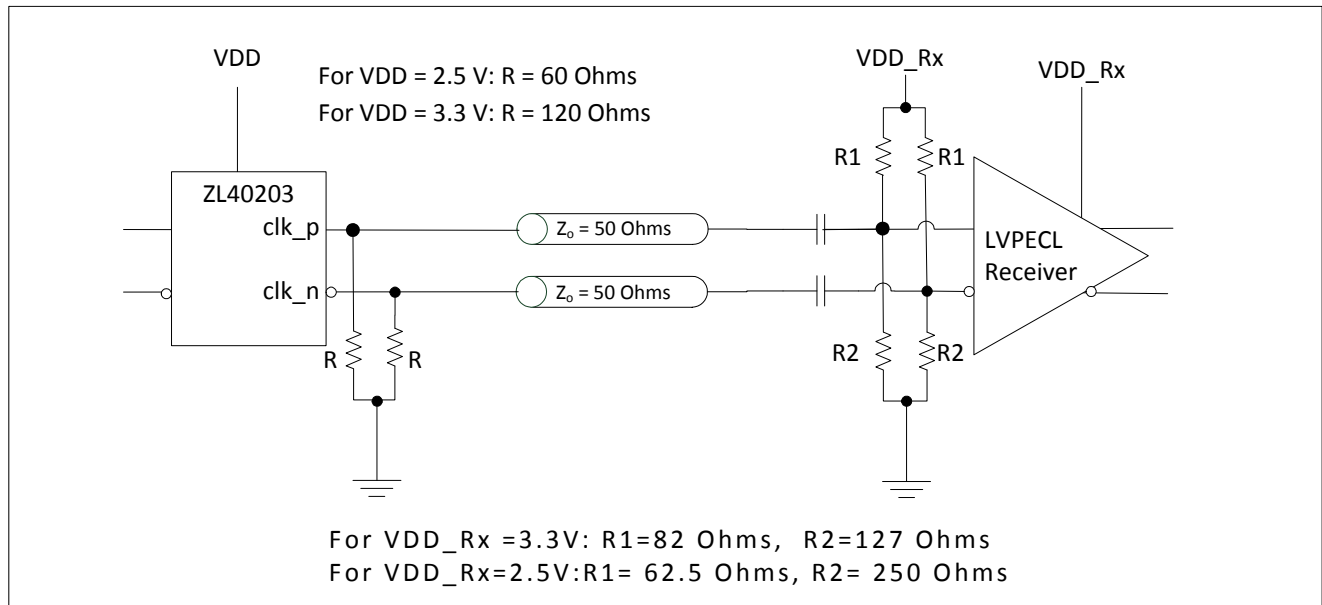 VDD
For VDD = 2.5 V: R = 60 Ohms
For VDD = 3.3 V: R = 120 Ohms
VDD_Rx
VDD_Rx
R1
R1
ZL40203
clk_p
Zo = 50 Ohms
LVPECL
Receiver
clk_n
Zo = 50 Ohms
R
R
R2
R2
For VDD_Rx =3.3V: R1=82 Ohms, R2=127 Ohms
For VDD_Rx=2.5V:R1= 62.5 Ohms, R2= 250 Ohms